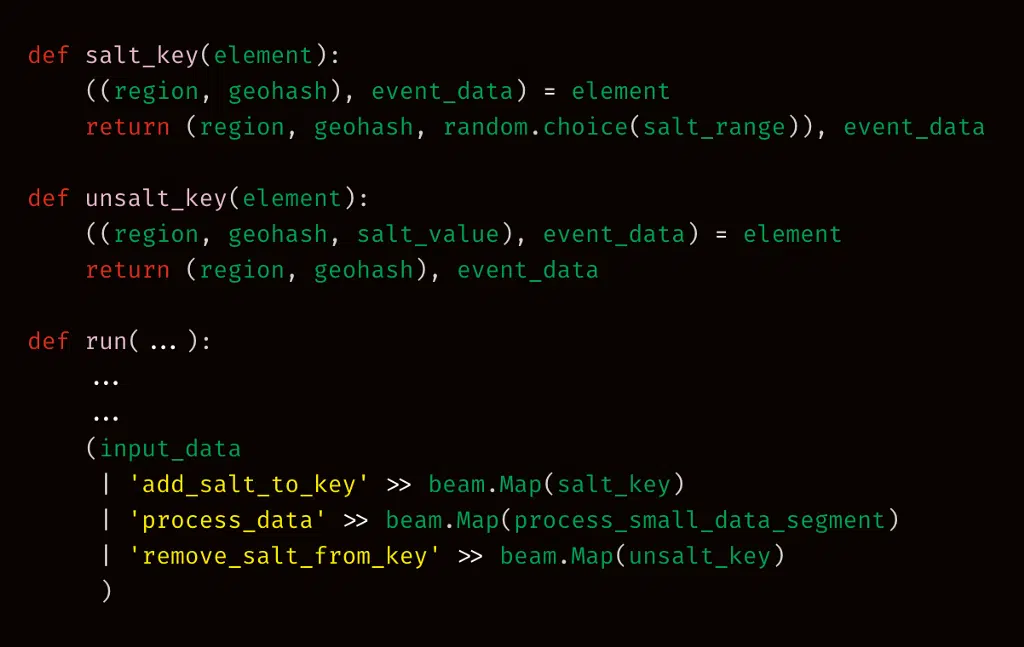 def salt_key(element):
    ((region, geohash), event_data) = element
    return (region, geohash, random.choice(salt_range)), event_data

def unsalt_key(element):
    ((region, geohash, salt_value), event_data) = element
    return (region, geohash), event_data

def run( ... ):
    ...
    ...
    (input_data
     | 'add_salt_to_key' >> beam.Map(salt_key)
     | 'process_data' >> beam.Map(process_small_data_segment)
     | 'remove_salt_from_key' >> beam.Map(unsalt_key)
     )